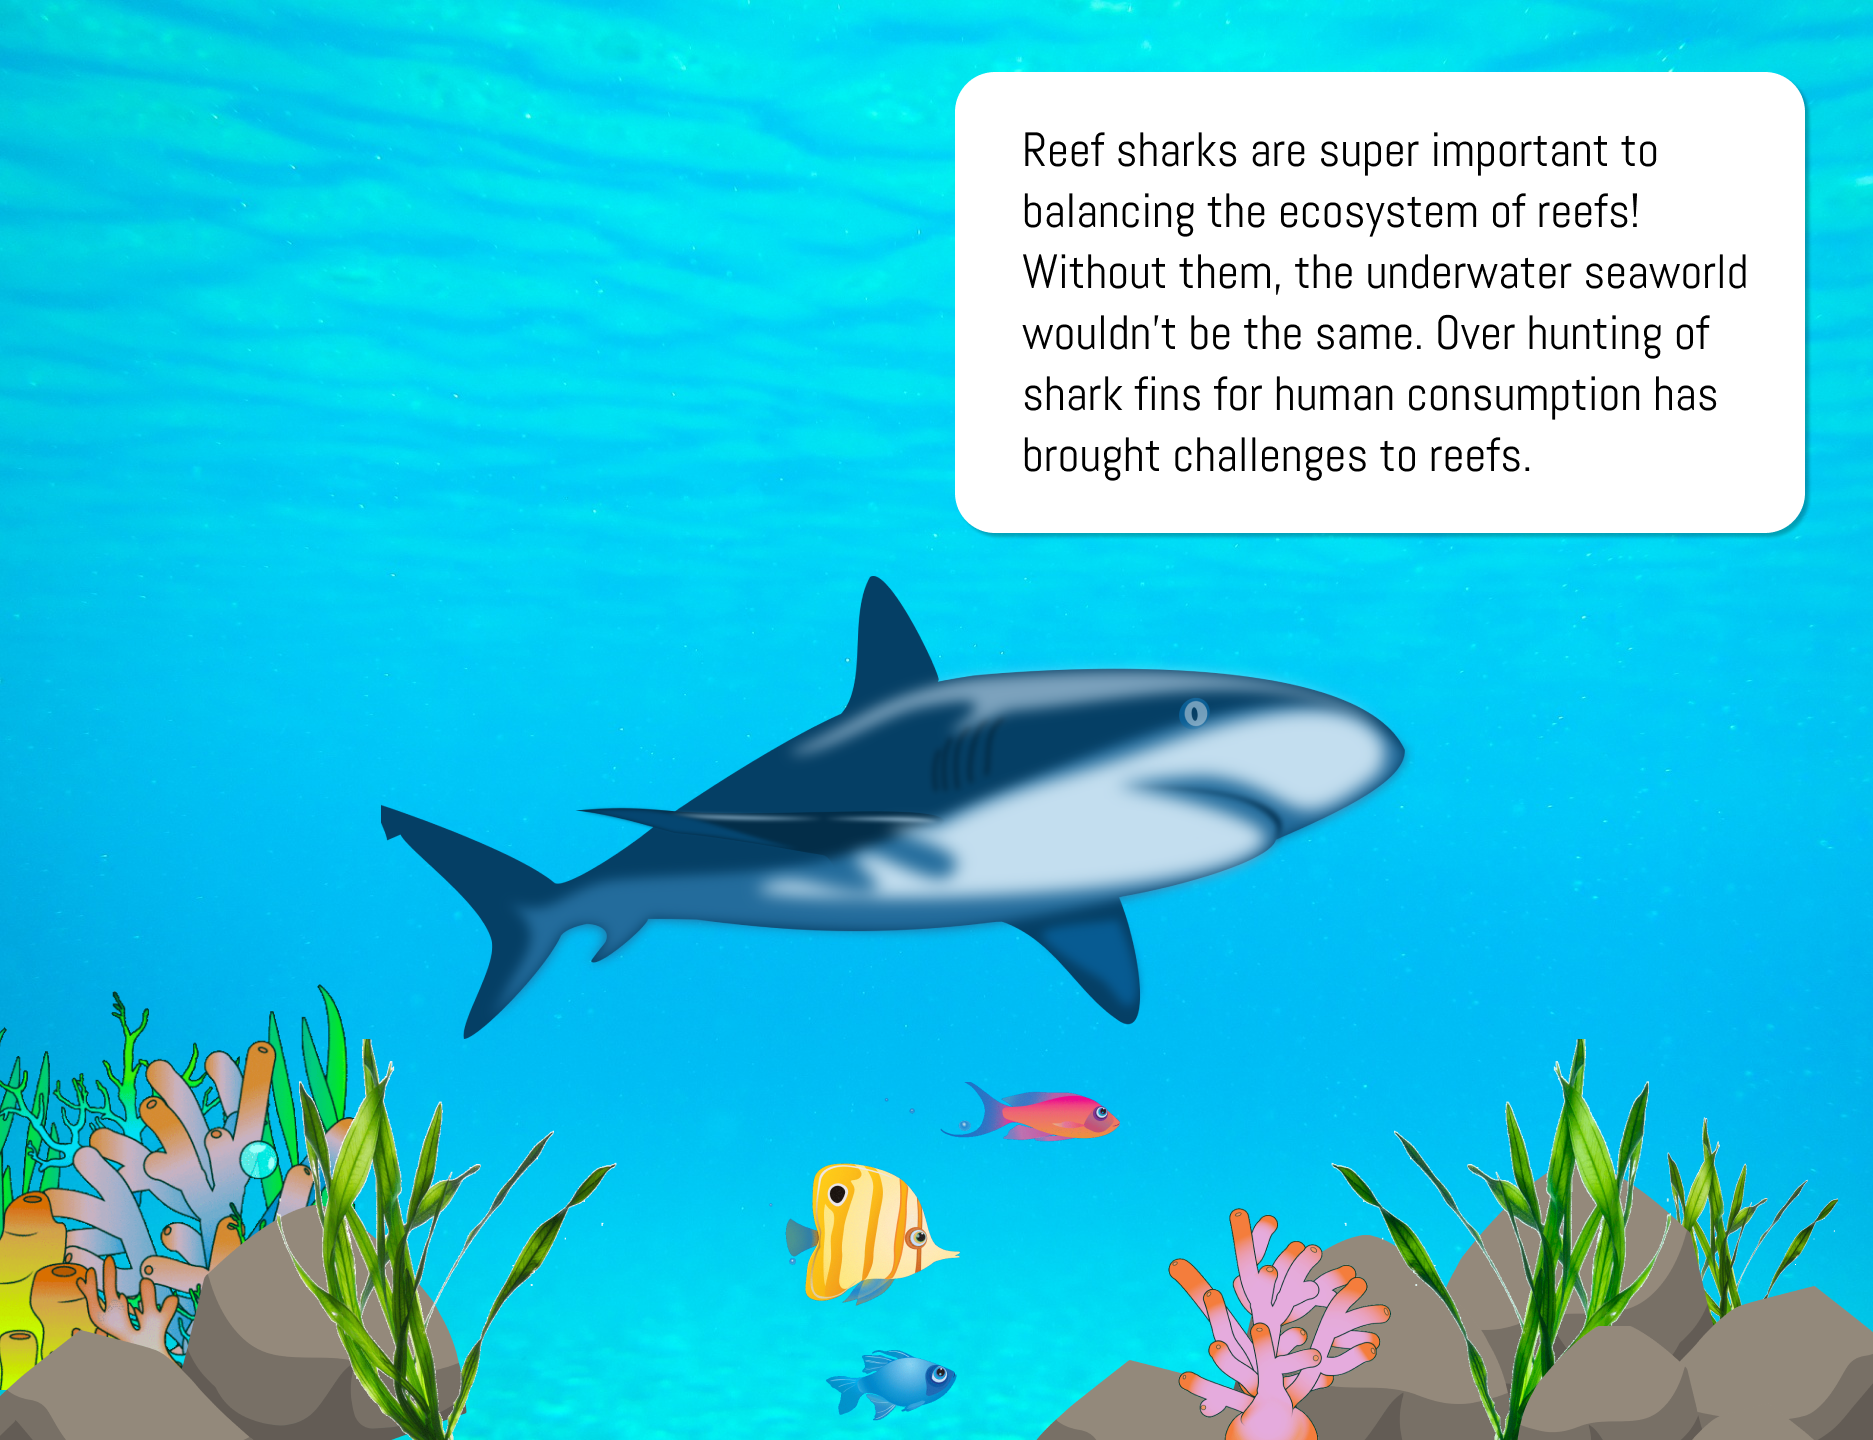 Reef sharks are super important to
balancing the ecosystem of reefs!
Without them, the underwater seaworld
wouldn't be the same. Over hunting of
shark fins for human consumption has
brought challenges to reefs.